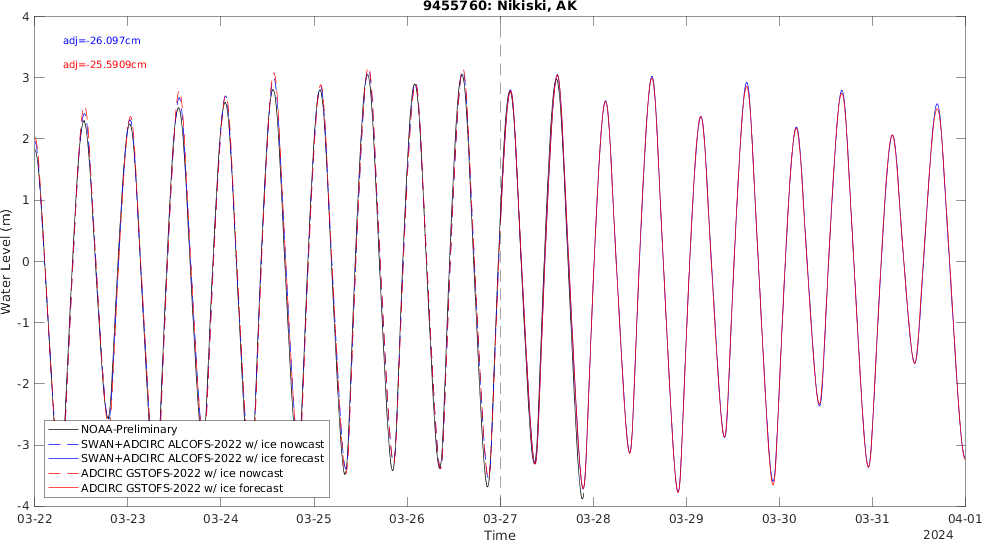 9455760: Nikiski, AK
adj=-26.097cm
adj=-25.5909cm
4
3
2
1
0
-1
-2
-3
-4
Water Level (m)
NOAA-Preliminary
SWAN+ADCIRC ALCOFS-2022 w/ ice nowcast
SWAN+ADCIRC ALCOFS-2022 w/ ice forecast
ADCIRC GSTOFS-2022 w/ ice nowcast
ADCIRC GSTOFS-2022 w/ ice forecast
03-22 03-23 03-24 03-25 03-26 03-27 03-28 03-29 03-30 03-31 04-01
Time
2024